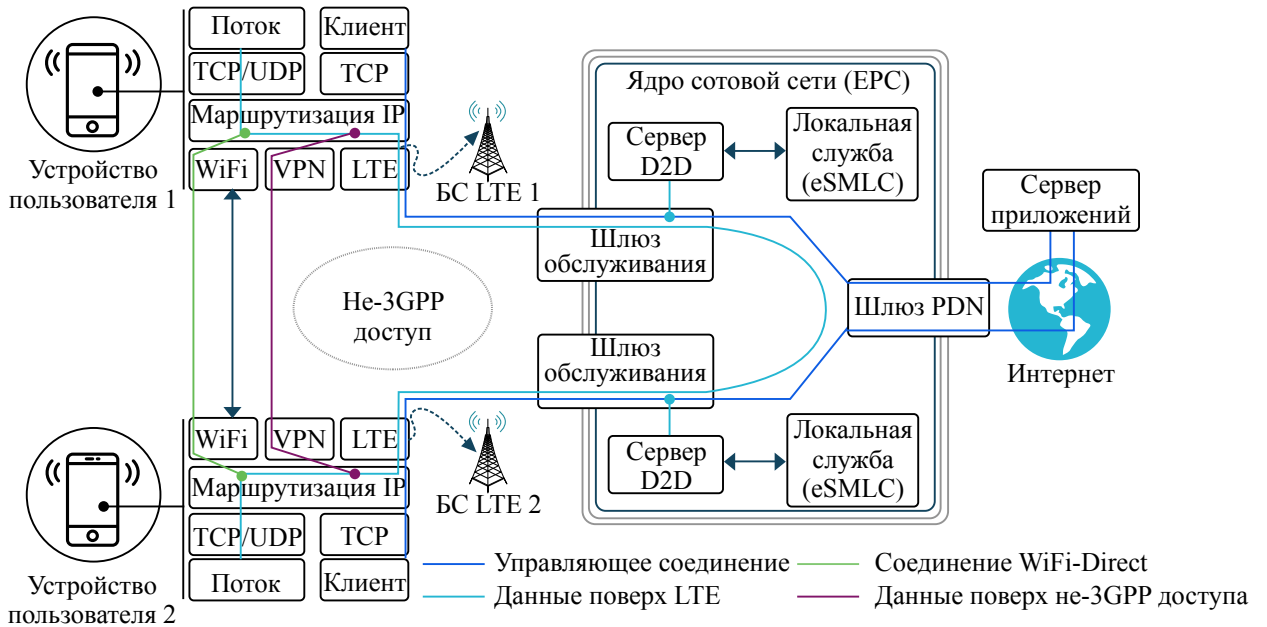 Поток
Клиент
TCP/UDP
TCP
Маршрутизация IP
WiFi
VPN
LTE
Устройство
пользователя 1
БС LTE 1
Ядро сотовой сети (EPC)
Сервер
D2D
Локальная
служба
(eSMLC)
Шлюз
обслуживания
Сервер
приложений
Не-3GPP
доступ
Шлюз PDN
Интернет
Шлюз
обслуживания
WiFi
VPN
LTE
Маршрутизация IP
TCP/UDP
TCP
Поток
Клиент
Устройство
пользователя 2
БС LTE 2
Сервер
D2D
Локальная
служба
(eSMLC)
Управляющее соединение
Соединение WiFi-Direct
Данные поверх LTE
Данные поверх не-3GPP доступа